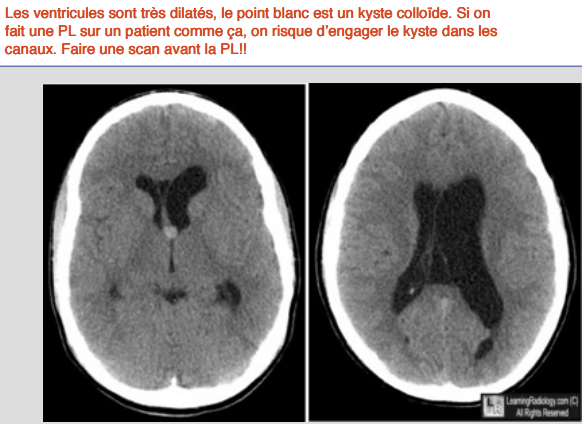 Les ventricules sont très dilatés, le point blanc est un kyste colloïde. Si on
fait une PL sur un patient comme ça, on risque d'engager le kyste dans les
canaux. Faire une scan avant la PL!!
LearningRadiology.com (C)
All Rights Reserved